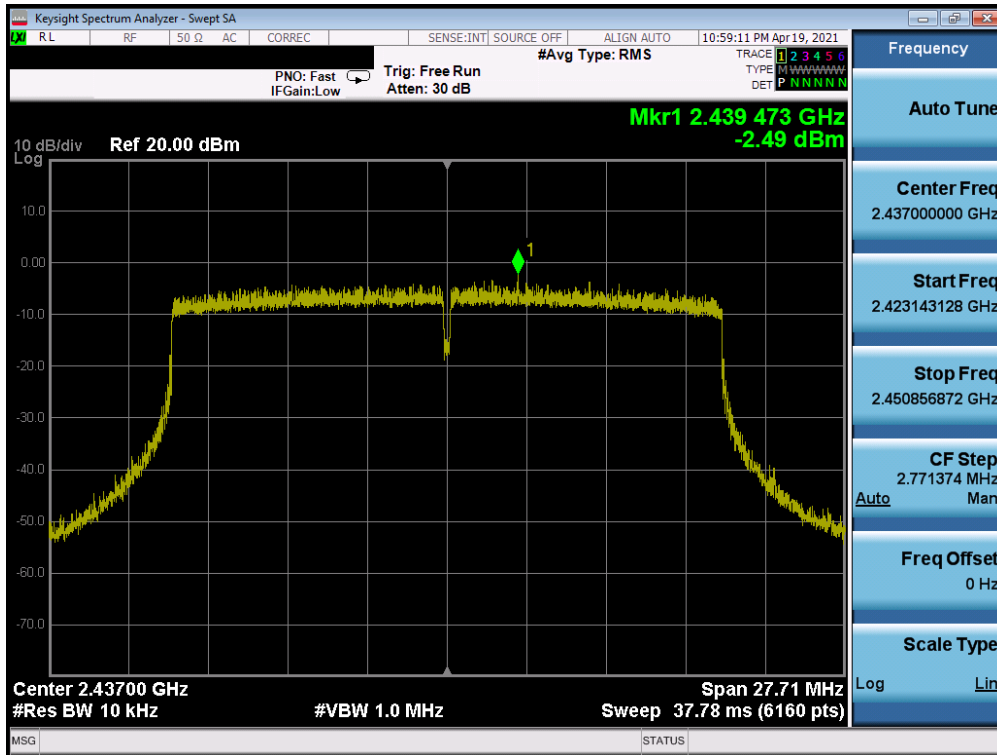 Keysight Spectrum Analyzer - Swept SA
LXI RL RF 50 Ω AC CORREC SENSE:INT SOURCE OFF ALIGN AUTO 10:59:11 PM Apr 19, 2021
Frequency
#Avg Type: RMS
TRACE 1 2 3 4 5 6
PNO: Fast Trig: Free Run
TYPE M WWWWW
IFGain:Low Atten: 30 dB
DET P N N N N N
Auto Tune
Mkr1 2.439 473 GHz
-2.49 dBm
10 dB/div Ref 20.00 dBm
Log
10.0
0.00
-10.0
-20.0
-30.0
-40.0
-50.0
-60.0
-70.0
1
Center Freq
2.437000000 GHz
Start Freq
2.423143128 GHz
Stop Freq
2.450856872 GHz
CF Step
2.771374 MHz
Auto Man
Freq Offset
0 Hz
Scale Type
Log Lin
Center 2.43700 GHz Span 27.71 MHz
#Res BW 10 kHz #VBW 1.0 MHz Sweep 37.78 ms (6160 pts)
MSG STATUS